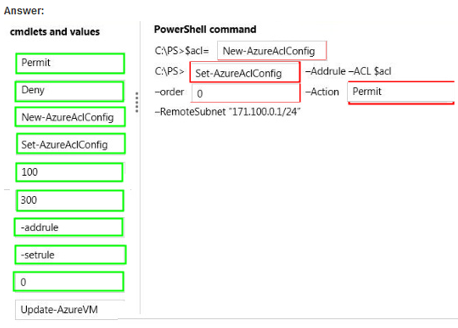 Answer:
cmdlets and values
Permit
Deny
New-AzureAclConfig
Set-AzureAclConfig
100
300
-addrule
-setrule
0
Update-AzureVM
PowerShell command
C:\PS>$acl= New-AzureAclConfig
C:\PS> Set-AzureAclConfig –Addrule –ACL $acl
–order 0 –Action Permit
–RemoteSubnet "171.100.0.1/24"